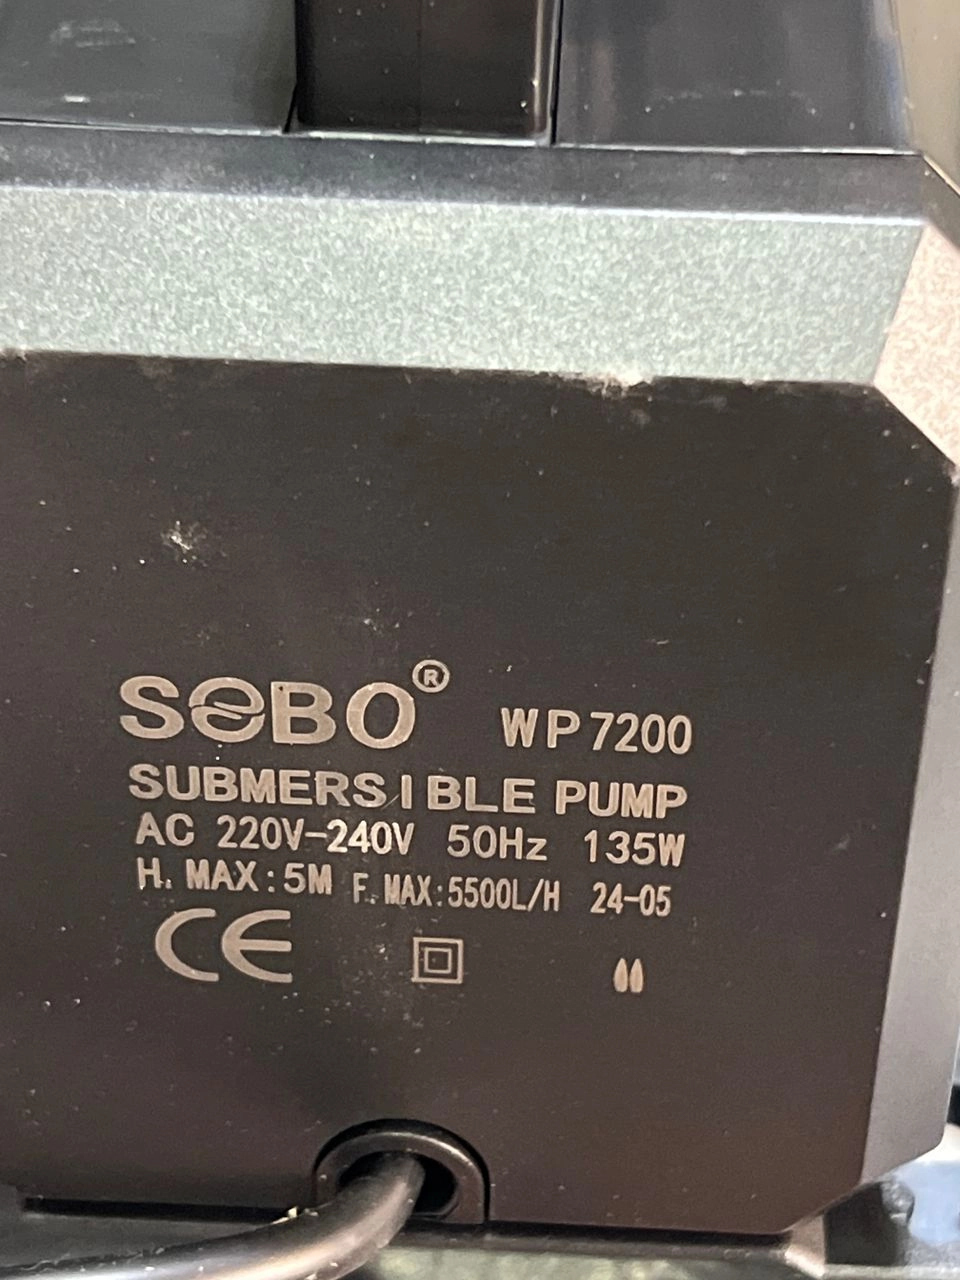 SOBO® WP7200
SUBMERSIBLE PUMP
AC 220V-240V 50Hz 135W
H. MAX:5M F. MAX:5500L/H 24-05
CE